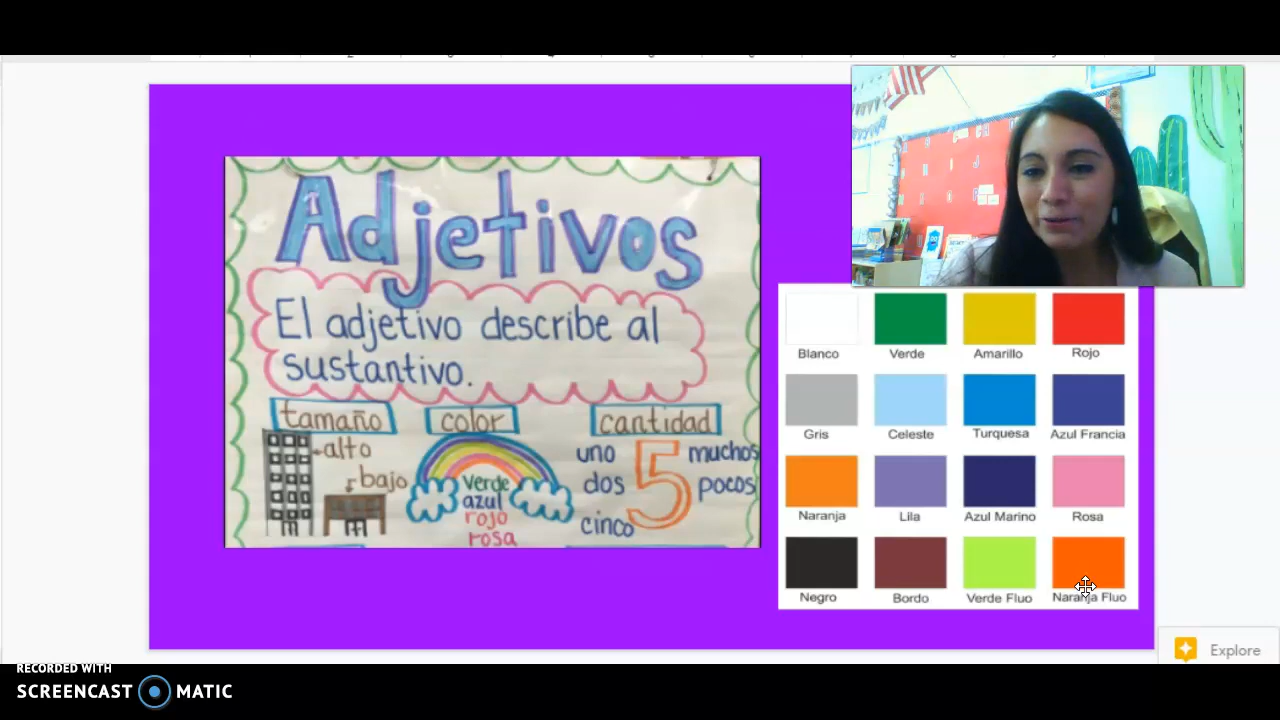 Adjetivos
El adjetivo describe al
sustantivo.
tamaño
color
cantidad
alto
bajo
Verde
azul
rojo
rosa
uno
dos
cinco
5
muchos
pocos
Blanco Verde Amarillo Rojo
Gris Celeste Turquesa Azul Francia
Naranja Lila Azul Marino Rosa
Negro Bordo Verde Fluo Naranja Fluo
Explore
RECORDED WITH
SCREENCAST MATIC